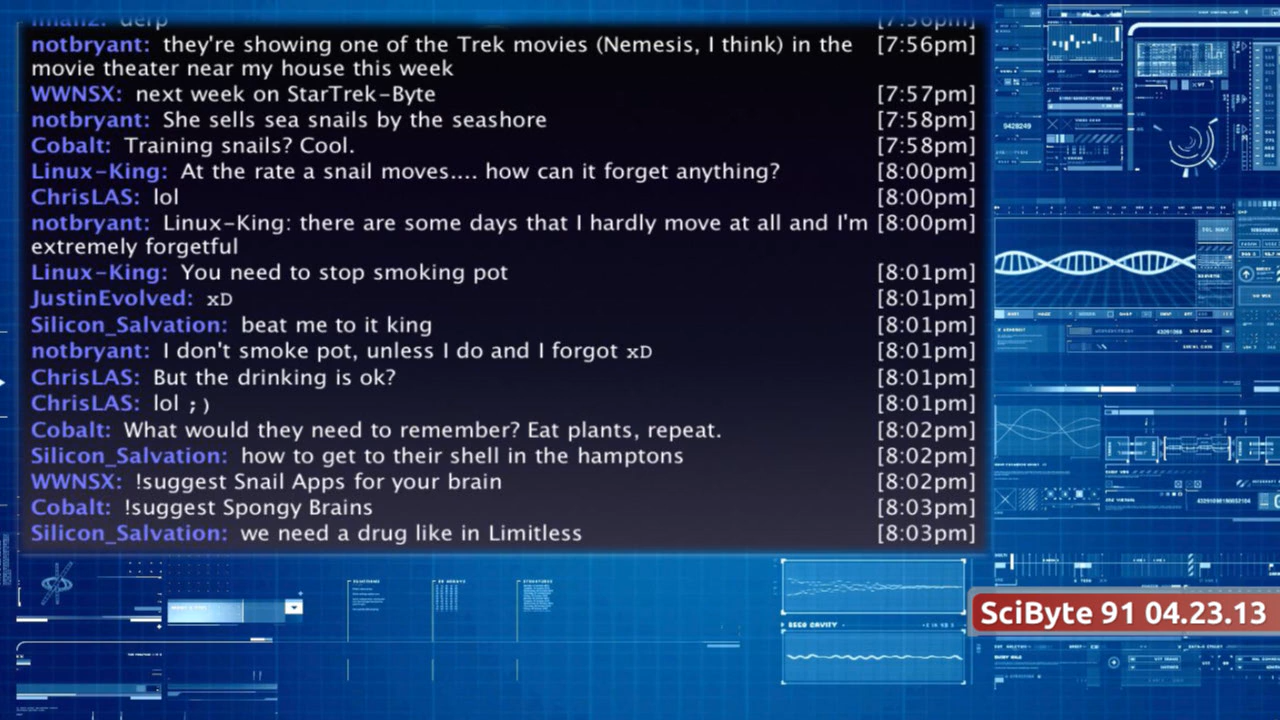 derp [7:56pm]
notbryant: they're showing one of the Trek movies (Nemesis, I think) in the [7:56pm]
movie theater near my house this week
WWNSX: next week on StarTrek-Byte [7:57pm]
notbryant: She sells sea snails by the seashore [7:58pm]
Cobalt: Training snails? Cool. [7:58pm]
Linux-King: At the rate a snail moves.... how can it forget anything? [8:00pm]
ChrisLAS: lol [8:00pm]
notbryant: Linux-King: there are some days that I hardly move at all and I'm [8:00pm]
extremely forgetful
Linux-King: You need to stop smoking pot [8:01pm]
JustinEvolved: xD [8:01pm]
Silicon_Salvation: beat me to it king [8:01pm]
notbryant: I don't smoke pot, unless I do and I forgot xD [8:01pm]
ChrisLAS: But the drinking is ok? [8:01pm]
ChrisLAS: lol ;) [8:01pm]
Cobalt: What would they need to remember? Eat plants, repeat. [8:02pm]
Silicon_Salvation: how to get to their shell in the hamptons [8:02pm]
WWNSX: !suggest Snail Apps for your brain [8:02pm]
Cobalt: !suggest Spongy Brains [8:03pm]
Silicon_Salvation: we need a drug like in Limitless [8:03pm]
9428249
SciByte 91 04.23.13